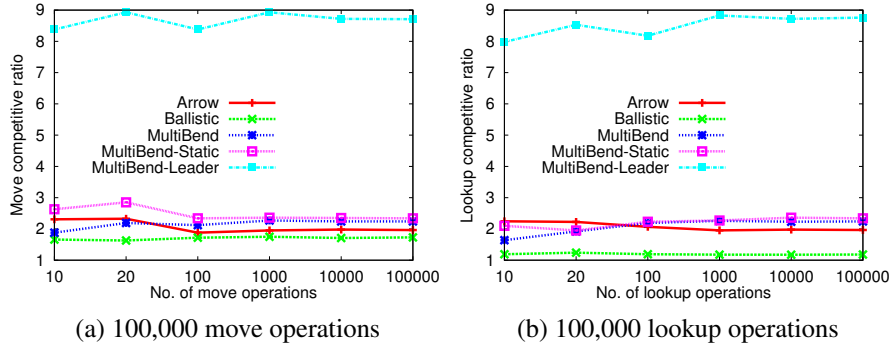 Move competitive ratio
9
8
7
6
5
4
3
2
1
Arrow
Ballistic
MultiBend
MultiBend-Static
MultiBend-Leader
10 20 100 1000 10000 100000
No. of move operations
(a) 100,000 move operations
Lookup competitive ratio
9
8
7
6
5
4
3
2
1
Arrow
Ballistic
MultiBend
MultiBend-Static
MultiBend-Leader
10 20 100 1000 10000 100000
No. of lookup operations
(b) 100,000 lookup operations